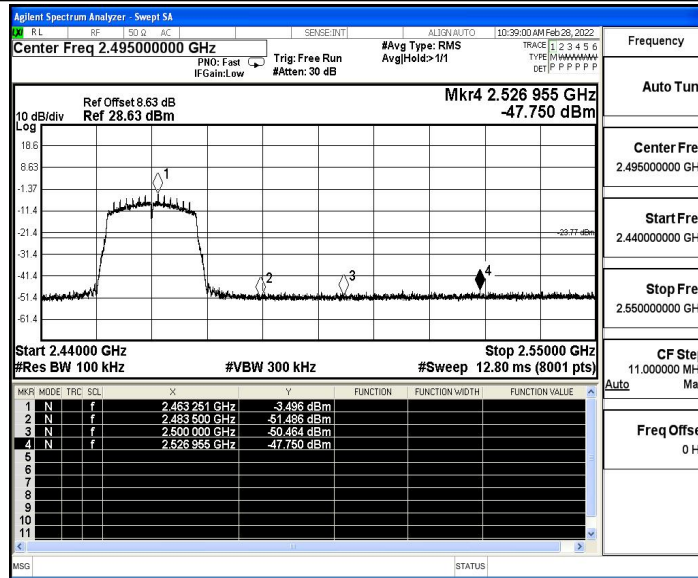 Agilent Spectrum Analyzer - Swept SA
RL RF 50 Ω AC SENSE:INT ALIGN AUTO 10:39:00 AM Feb 28, 2022
Center Freq 2.495000000 GHz
PNO: Fast
IFGain:Low
Trig: Free Run
#Atten: 30 dB
#Avg Type: RMS
Avg|Hold:>1/1
TRACE 1 2 3 4 5 6
TYPE M WWWWW
DET P P P P P P
Ref Offset 8.63 dB
10 dB/div Ref 28.63 dBm
Log
Mkr4 2.526 955 GHz
-47.750 dBm
18.6
8.63
-1.37
-11.4
-21.4
-31.4
-41.4
-51.4
-61.4
1
2
3
4
-23.77 dBm
Start 2.44000 GHz Stop 2.55000 GHz
#Res BW 100 kHz #VBW 300 kHz #Sweep 12.80 ms (8001 pts)
MKR MODE TRC SCL X Y FUNCTION FUNCTION WIDTH FUNCTION VALUE
1 N f 2.463 251 GHz -3.496 dBm
2 N f 2.483 500 GHz -51.486 dBm
3 N f 2.500 000 GHz -50.464 dBm
4 N f 2.526 955 GHz -47.750 dBm
5
6
7
8
9
10
11
MSG STATUS
Frequency
Auto Tun
Center Fre
2.495000000 GH
Start Fre
2.440000000 GH
Stop Fre
2.550000000 GH
CF Ste
11.000000 MH
Auto Ma
Freq Offse
0 H